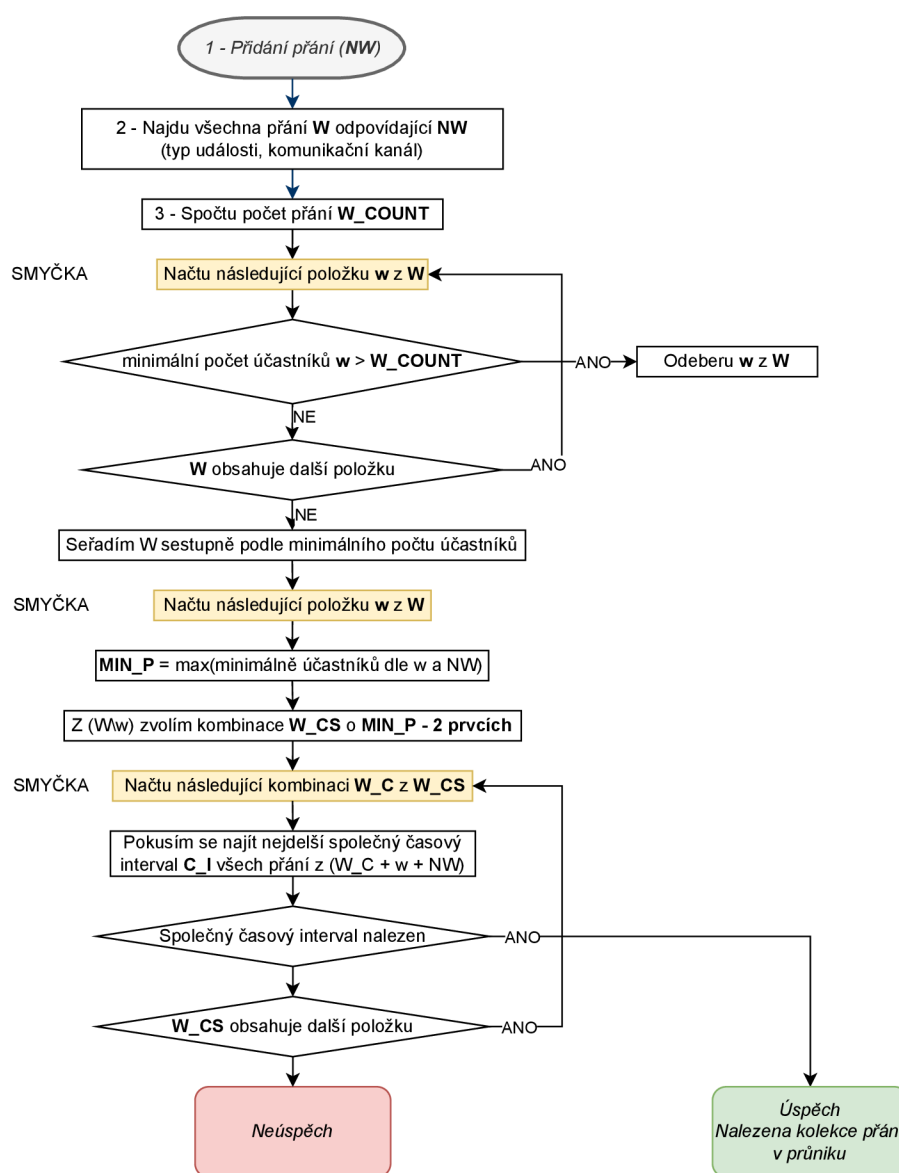 1 - Přidání přání (NW)
2 - Najdu všechna přání W odpovídající NW
(typ události, komunikační kanál)
3 - Spočtu počet přání W_COUNT
SMYČKA
Načtu následující položku w z W
minimální počet účastníků w > W_COUNT
ANO
Odeberu w z W
NE
W obsahuje další položku
ANO
NE
Seřadím W sestupně podle minimálního počtu účastníků
SMYČKA
Načtu následující položku w z W
MIN_P = max(minimálně účastníků dle w a NW)
Z (W\w) zvolím kombinace W_CS o MIN_P - 2 prvcích
SMYČKA
Načtu následující kombinaci W_C z W_CS
Pokusím se najít nejdelší společný časový
interval C_I všech přání z (W_C + w + NW)
Společný časový interval nalezen
ANO
W_CS obsahuje další položku
ANO
Neúspěch
Úspěch
Nalezena kolekce přán
v průniku